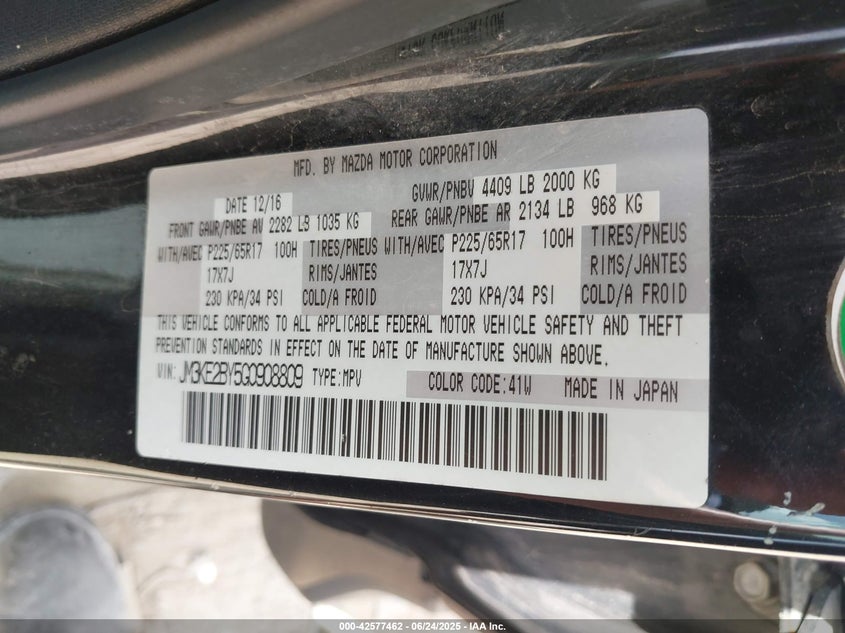 MFD. BY MAZDA MOTOR CORPORATION
DATE 12/16 GVWR/PNBV 4409 LB 2000 KG
FRONT GAWR/PNBE AV 2282 LB 1035 KG REAR GAWR/PNBE AR 2134 LB 968 KG
WITH/AVEC P225/65R17 100H TIRES/PNEUS WITH/AVEC P225/65R17 100H TIRES/PNEUS
17X7J RIMS/JANTES 17X7J RIMS/JANTES
230 KPA/34 PSI COLD/A FROID 230 KPA/34 PSI COLD/A FROID
THIS VEHICLE CONFORMS TO ALL APPLICABLE FEDERAL MOTOR VEHICLE SAFETY AND THEFT
PREVENTION STANDARDS IN EFFECT ON THE DATE OF MANUFACTURE SHOWN ABOVE.
VIN: JM3KE2BY5G0908809 TYPE:MPV COLOR CODE:41W MADE IN JAPAN
000-42577462 - 06/24/2025 - IAA, Inc.